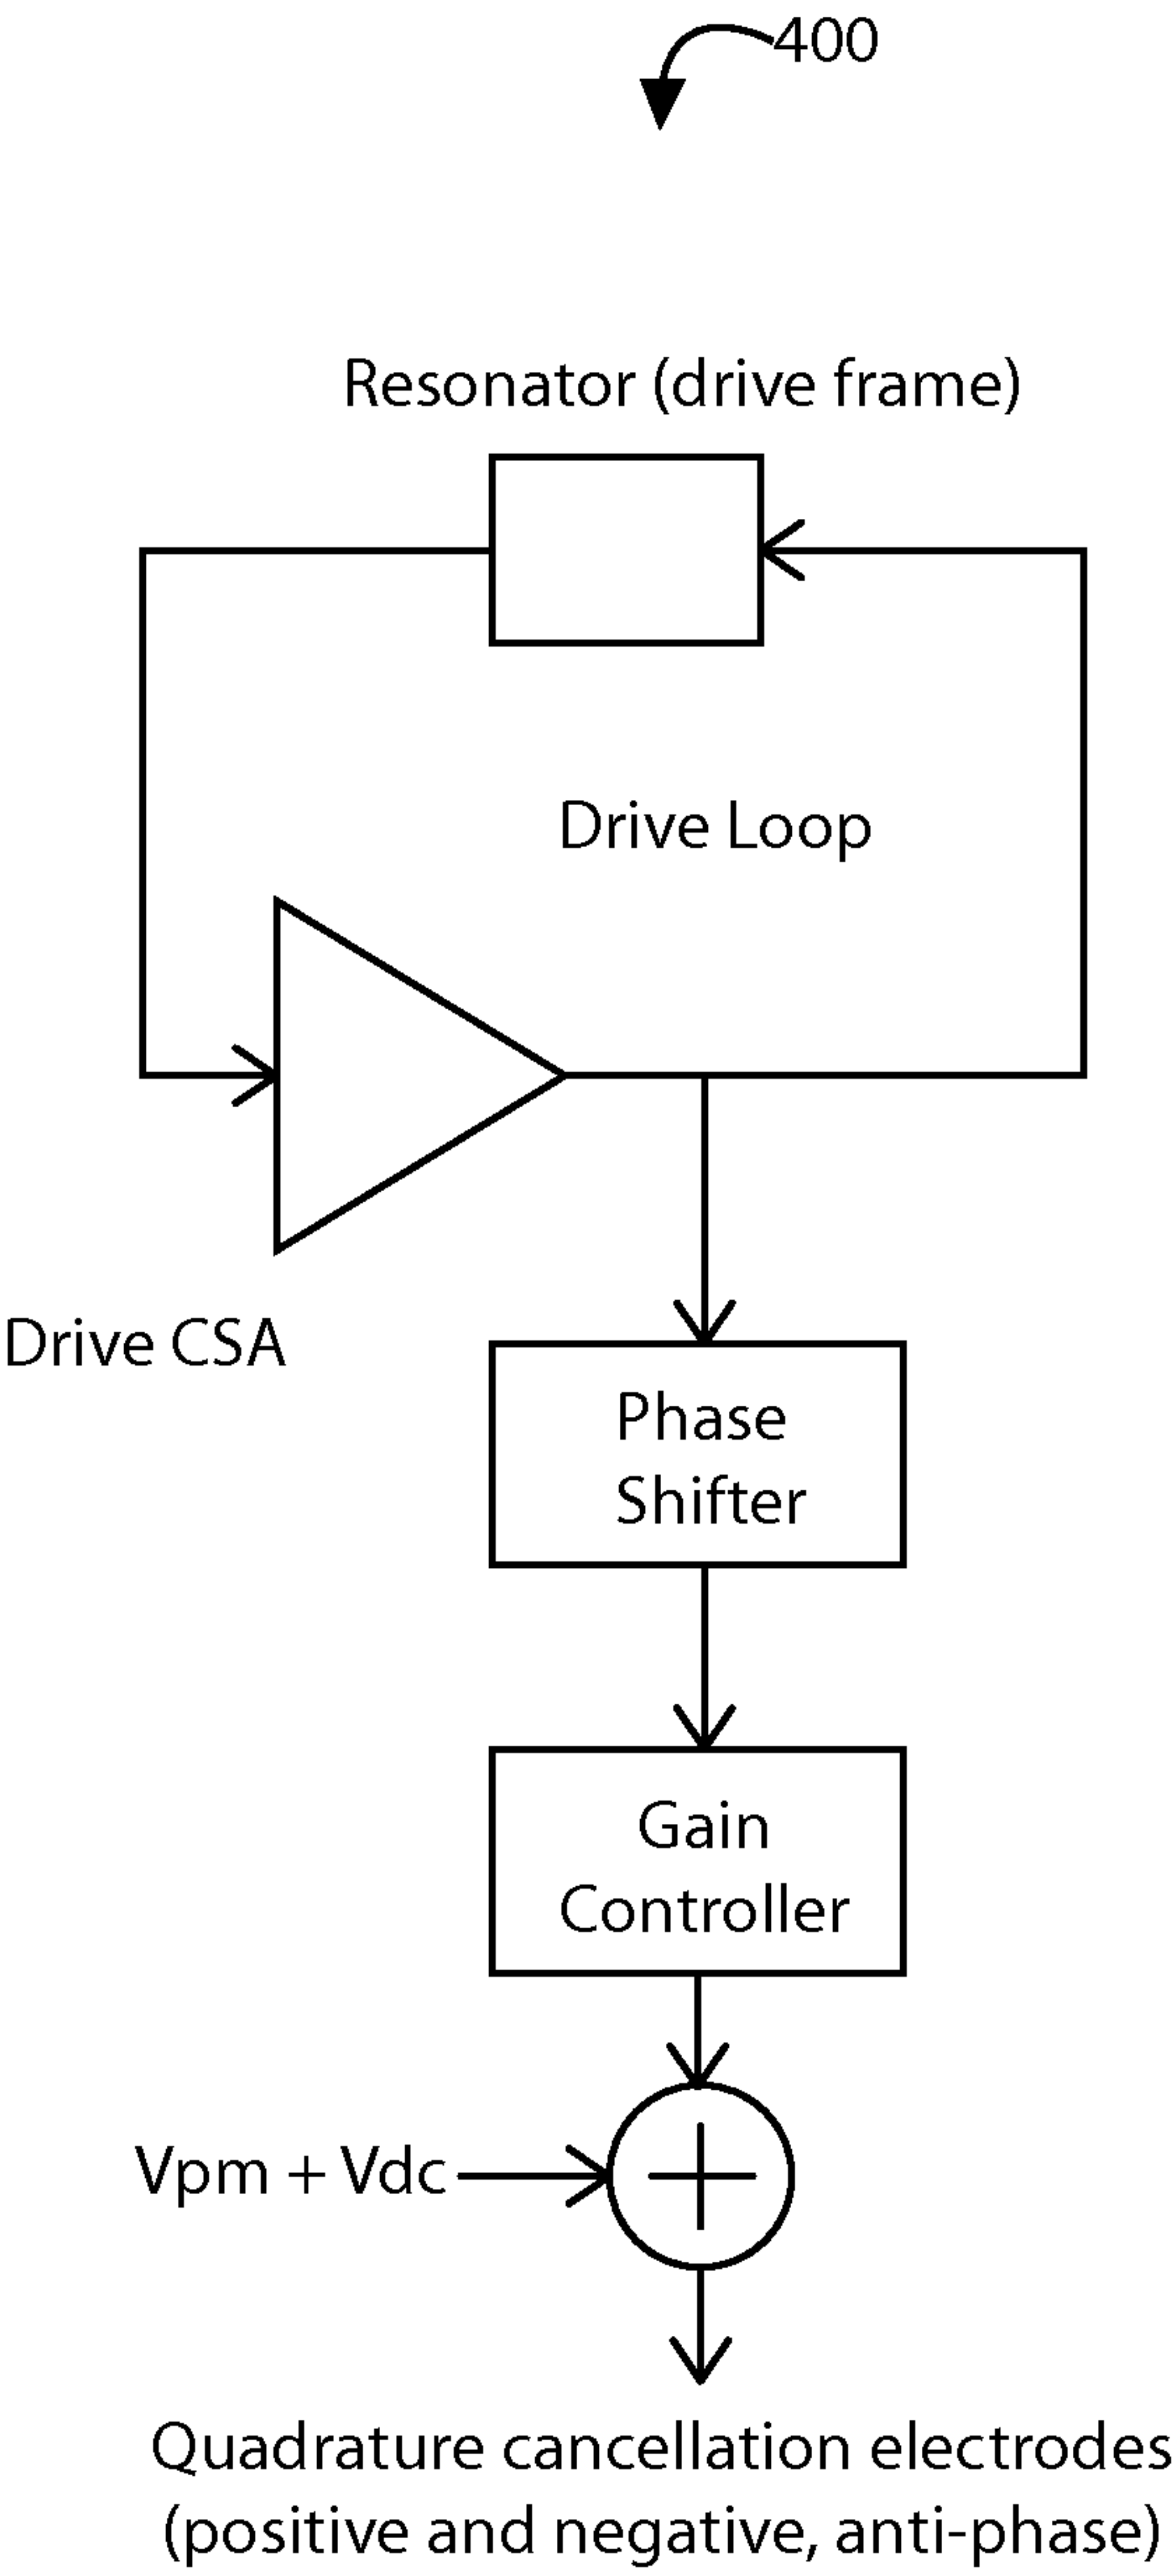 400
Resonator (drive frame)
Drive Loop
Drive CSA
Phase
Shifter
Gain
Controller
Vpm + Vdc
Quadrature cancellation electrodes
(positive and negative, anti-phase)